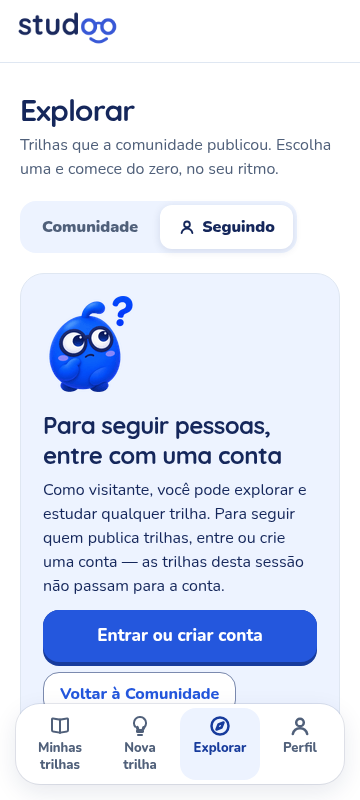 studoo
Explorar
Trilhas que a comunidade publicou. Escolha
uma e comece do zero, no seu ritmo.
Comunidade
Seguindo
?
Para seguir pessoas,
entre com uma conta
Como visitante, você pode explorar e
estudar qualquer trilha. Para seguir
quem publica trilhas, entre ou crie
uma conta — as trilhas desta sessão
não passam para a conta.
Entrar ou criar conta
Voltar à Comunidade
Minhas
trilhas
Nova
trilha
Explorar
Perfil